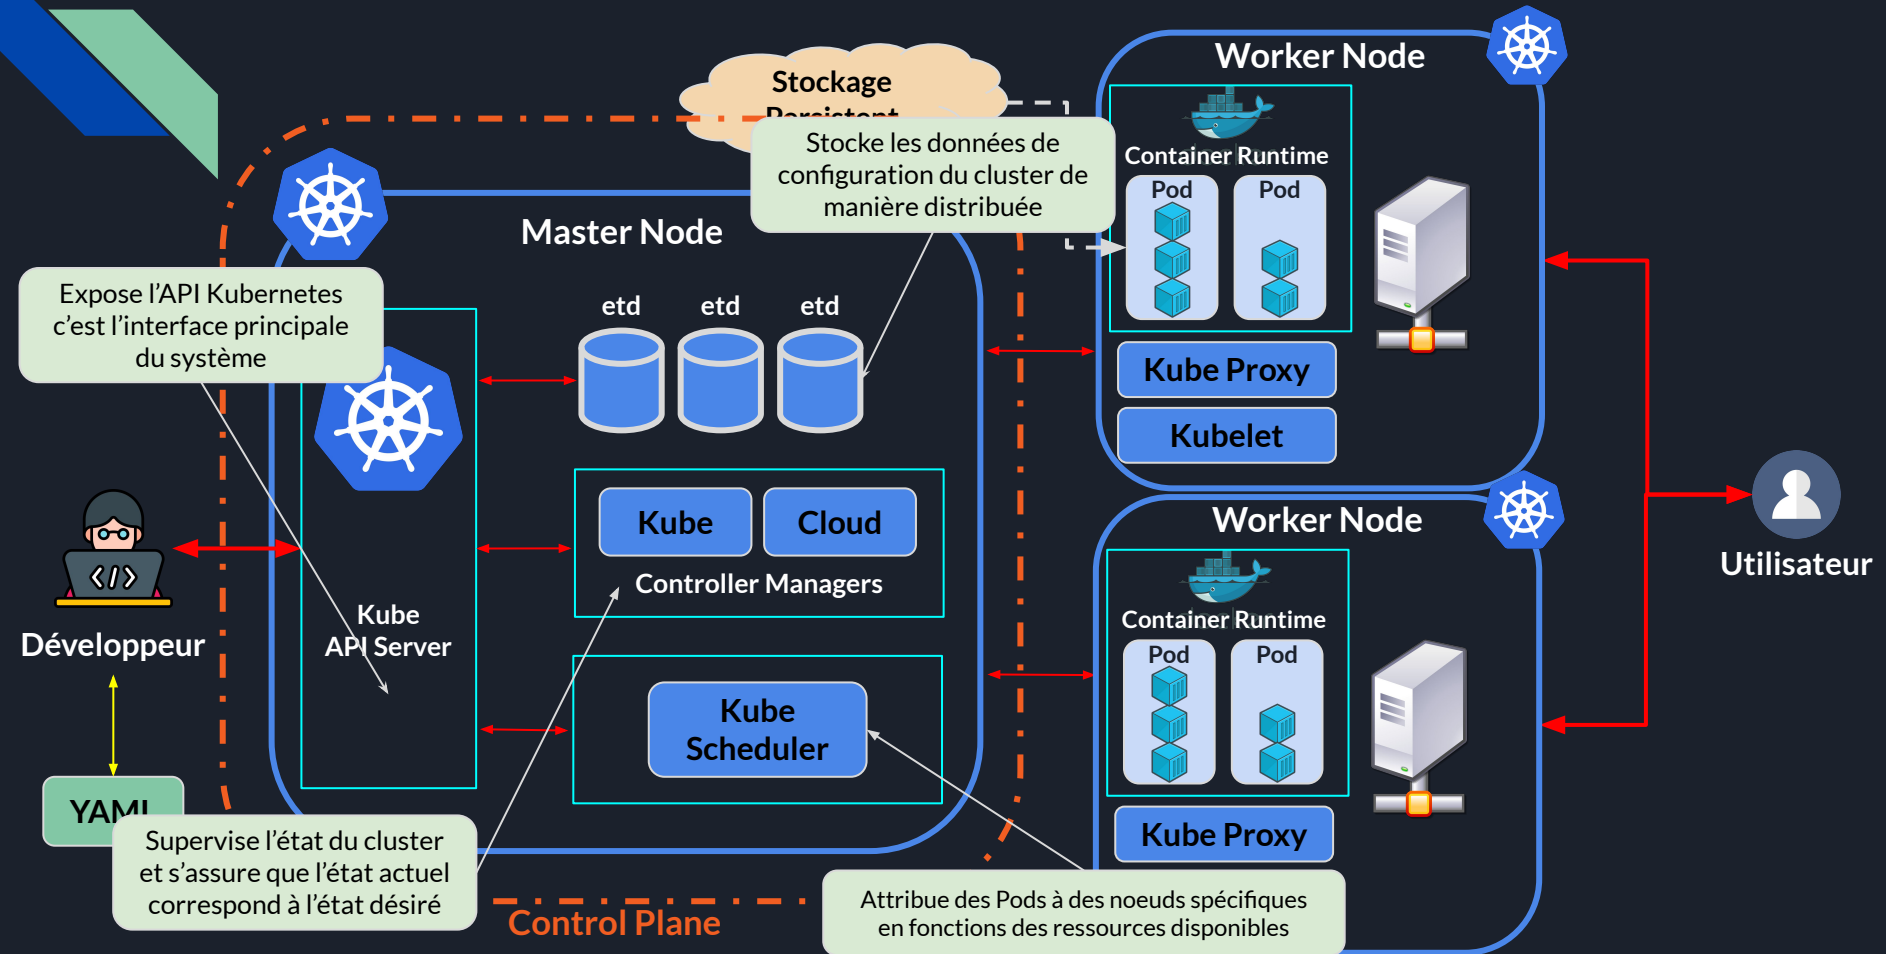 Stockage
Persistent
Stocke les données de
configuration du cluster de
manière distribuée
Worker Node
Container Runtime
Pod
Pod
Kube Proxy
Kubelet
Master Node
Expose l'API Kubernetes
c'est l'interface principale
du système
etd
etd
etd
Kube
Cloud
Controller Managers
Kube
API Server
Kube
Scheduler
</>
Développeur
YAML
Supervise l'état du cluster
et s'assure que l'état actuel
correspond à l'état désiré
Control Plane
Attribue des Pods à des noeuds spécifiques
en fonctions des ressources disponibles
Worker Node
Container Runtime
Pod
Pod
Kube Proxy
Utilisateur